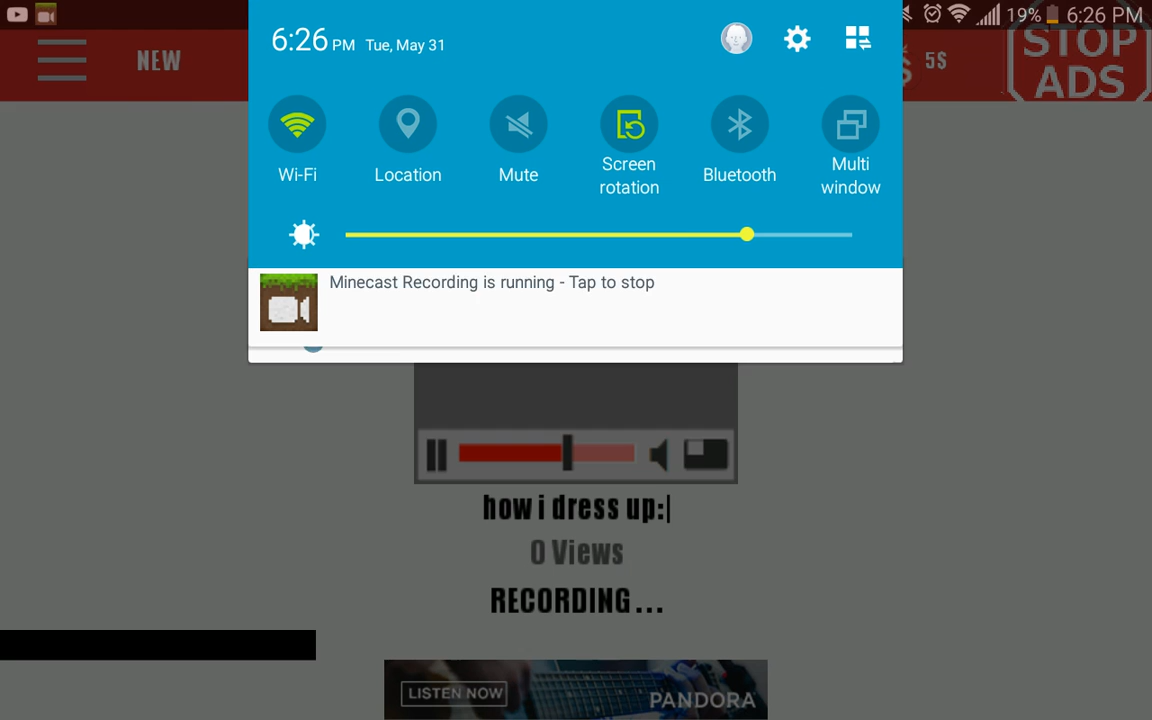 19% 6:26 PM
6:26 PM Tue, May 31
NEW
5$
STOP
ADS
Wi-Fi
Location
Mute
Screen
rotation
Bluetooth
Multi
window
Minecast Recording is running - Tap to stop
how i dress up:|
0 Views
RECORDING...
LISTEN NOW
PANDORA